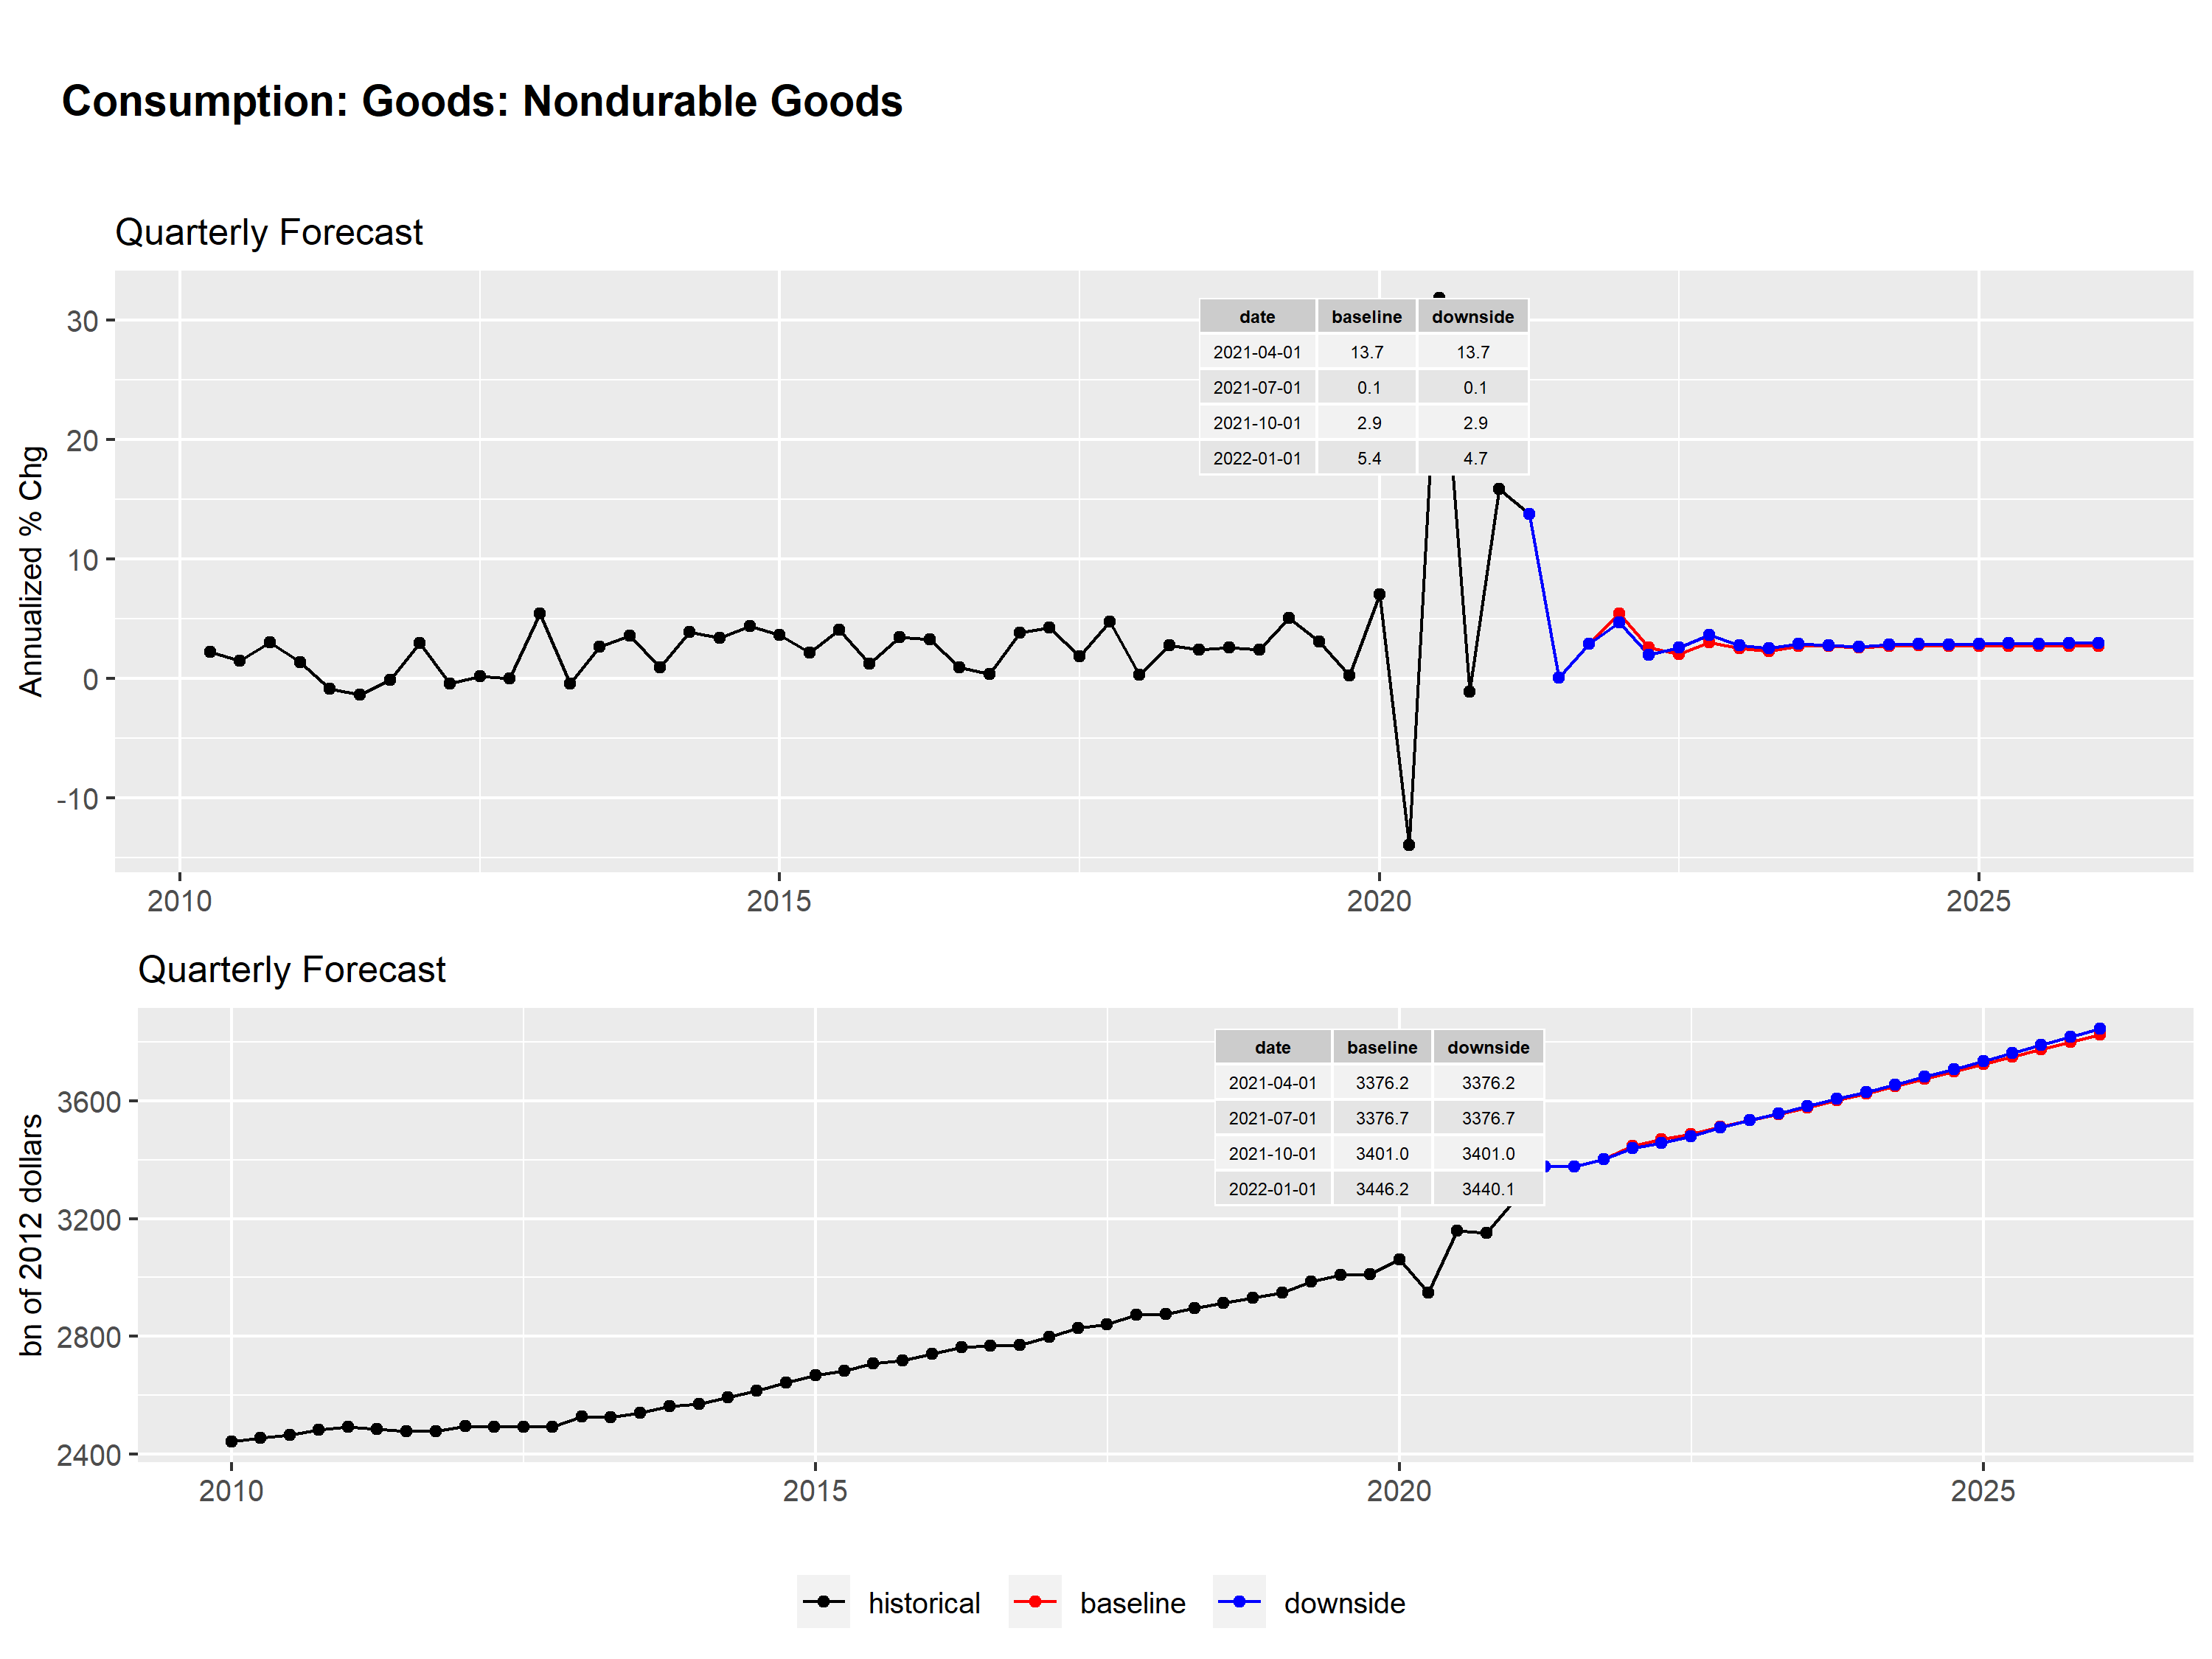 Consumption: Goods: Nondurable Goods
Quarterly Forecast
Annualized % Chg
30
20
10
0
-10
date baseline downside
2021-04-01 13.7 13.7
2021-07-01 0.1 0.1
2021-10-01 2.9 2.9
2022-01-01 5.4 4.7
2010 2015 2020 2025
Quarterly Forecast
bn of 2012 dollars
3600
3200
2800
2400
date baseline downside
2021-04-01 3376.2 3376.2
2021-07-01 3376.7 3376.7
2021-10-01 3401.0 3401.0
2022-01-01 3446.2 3440.1
2010 2015 2020 2025
historical baseline downside